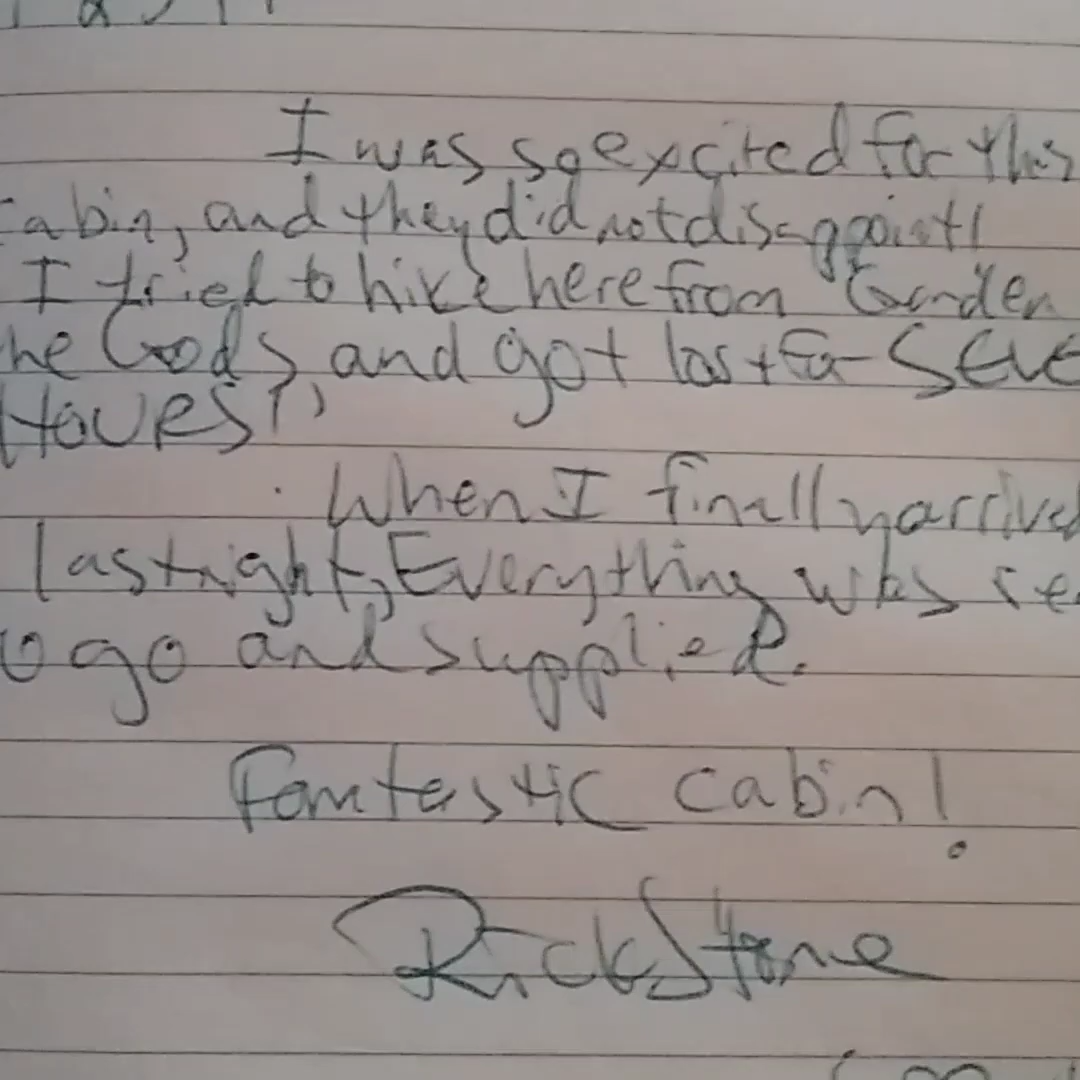 I was so excited for this
cabin, and they did not disappoint!
I tried to hike here from "Garden
he Gods, and got lost for Seve
Hours!"
When I finally arrived
last night, Everything was re
o go and supplied.
Fantastic cabin!
Rick Stone